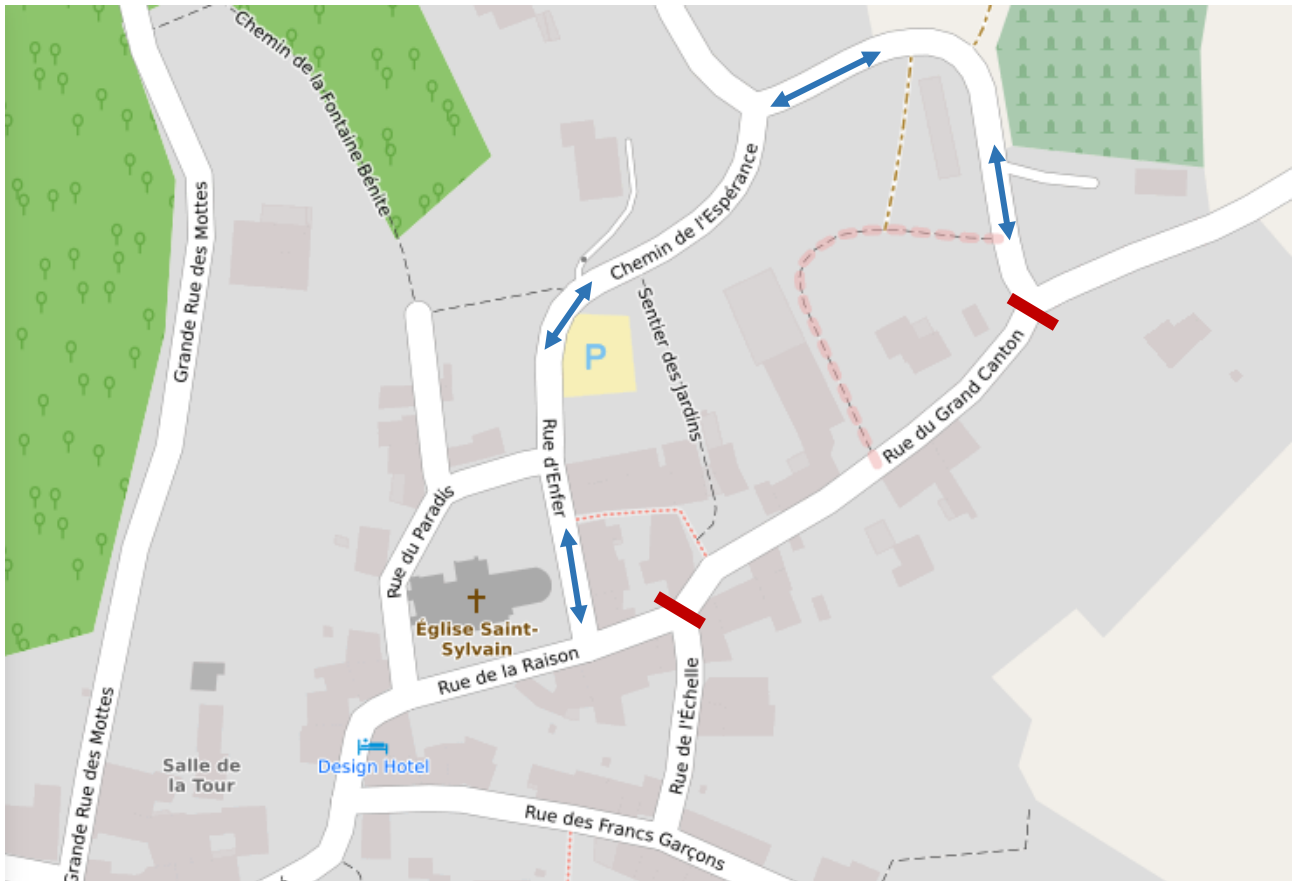 Chemin de la Fontaine Bénite
Grande Rue des Mottes
Chemin de l'Espérance
Sentier des Jardins
P
Rue du Grand Canton
Rue d'Enfer
Rue du Paradis
Église Saint-
Sylvain
Rue de la Raison
Rue de l'Échelle
Grande Rue des Mottes
Salle de
la Tour
Design Hotel
Rue des Francs Garçons